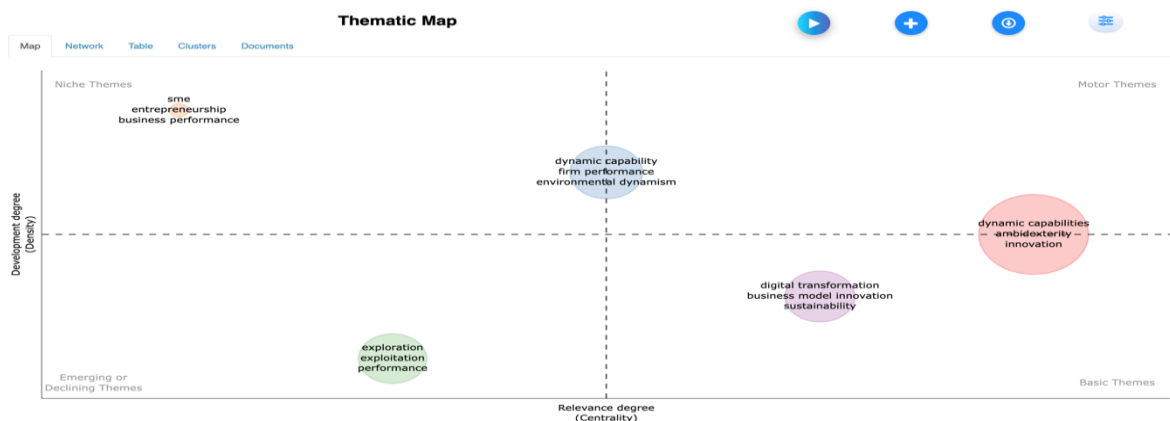 Thematic Map
Map
Network
Table
Clusters
Documents
Niche Themes
Motor Themes
sme
entrepreneurship
business performance
dynamic capability
firm performance
environmental dynamism
dynamic capabilities
ambidexterity
innovation
digital transformation
business model innovation
sustainability
exploration
exploitation
performance
Emerging or
Declining Themes
Basic Themes
Development degree
(Density)
Relevance degree
(Centrality)